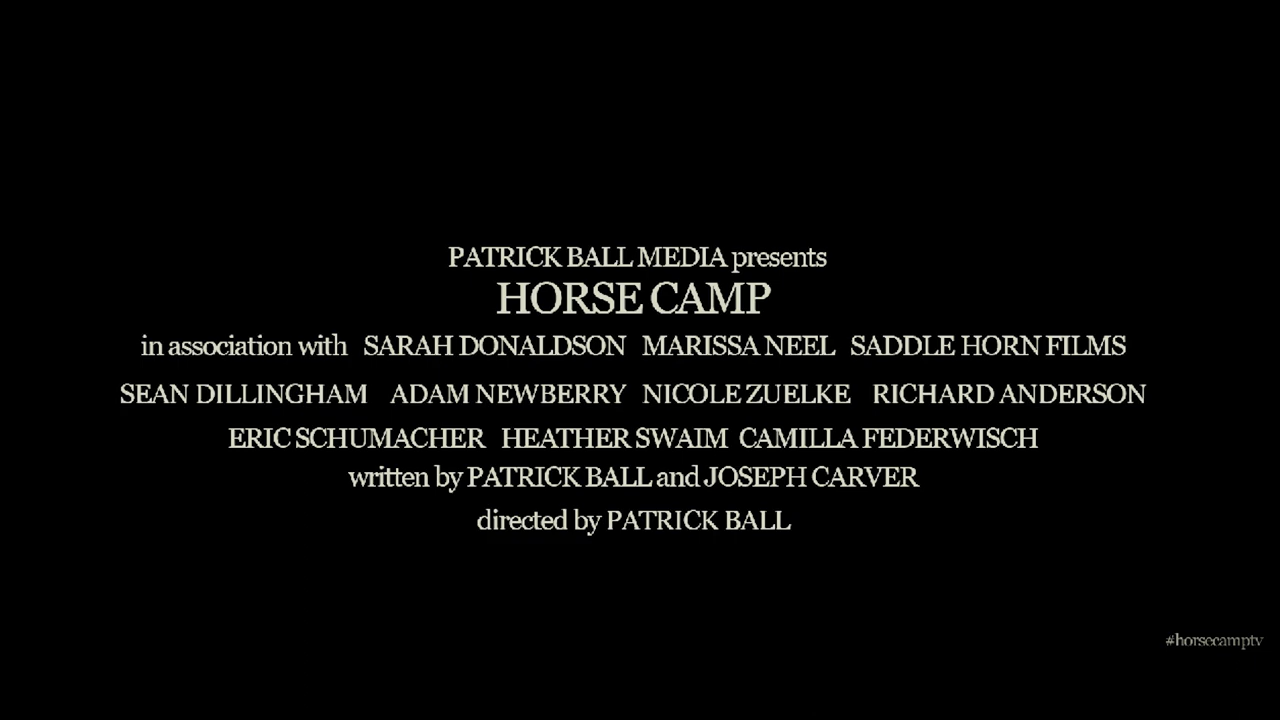 PATRICK BALL MEDIA presents
HORSE CAMP
in association with SARAH DONALDSON MARISSA NEEL SADDLE HORN FILMS
SEAN DILLINGHAM ADAM NEWBERRY NICOLE ZUELKE RICHARD ANDERSON
ERIC SCHUMACHER HEATHER SWAIM CAMILLA FEDERWISCH
written by PATRICK BALL and JOSEPH CARVER
directed by PATRICK BALL
#horsecamptv